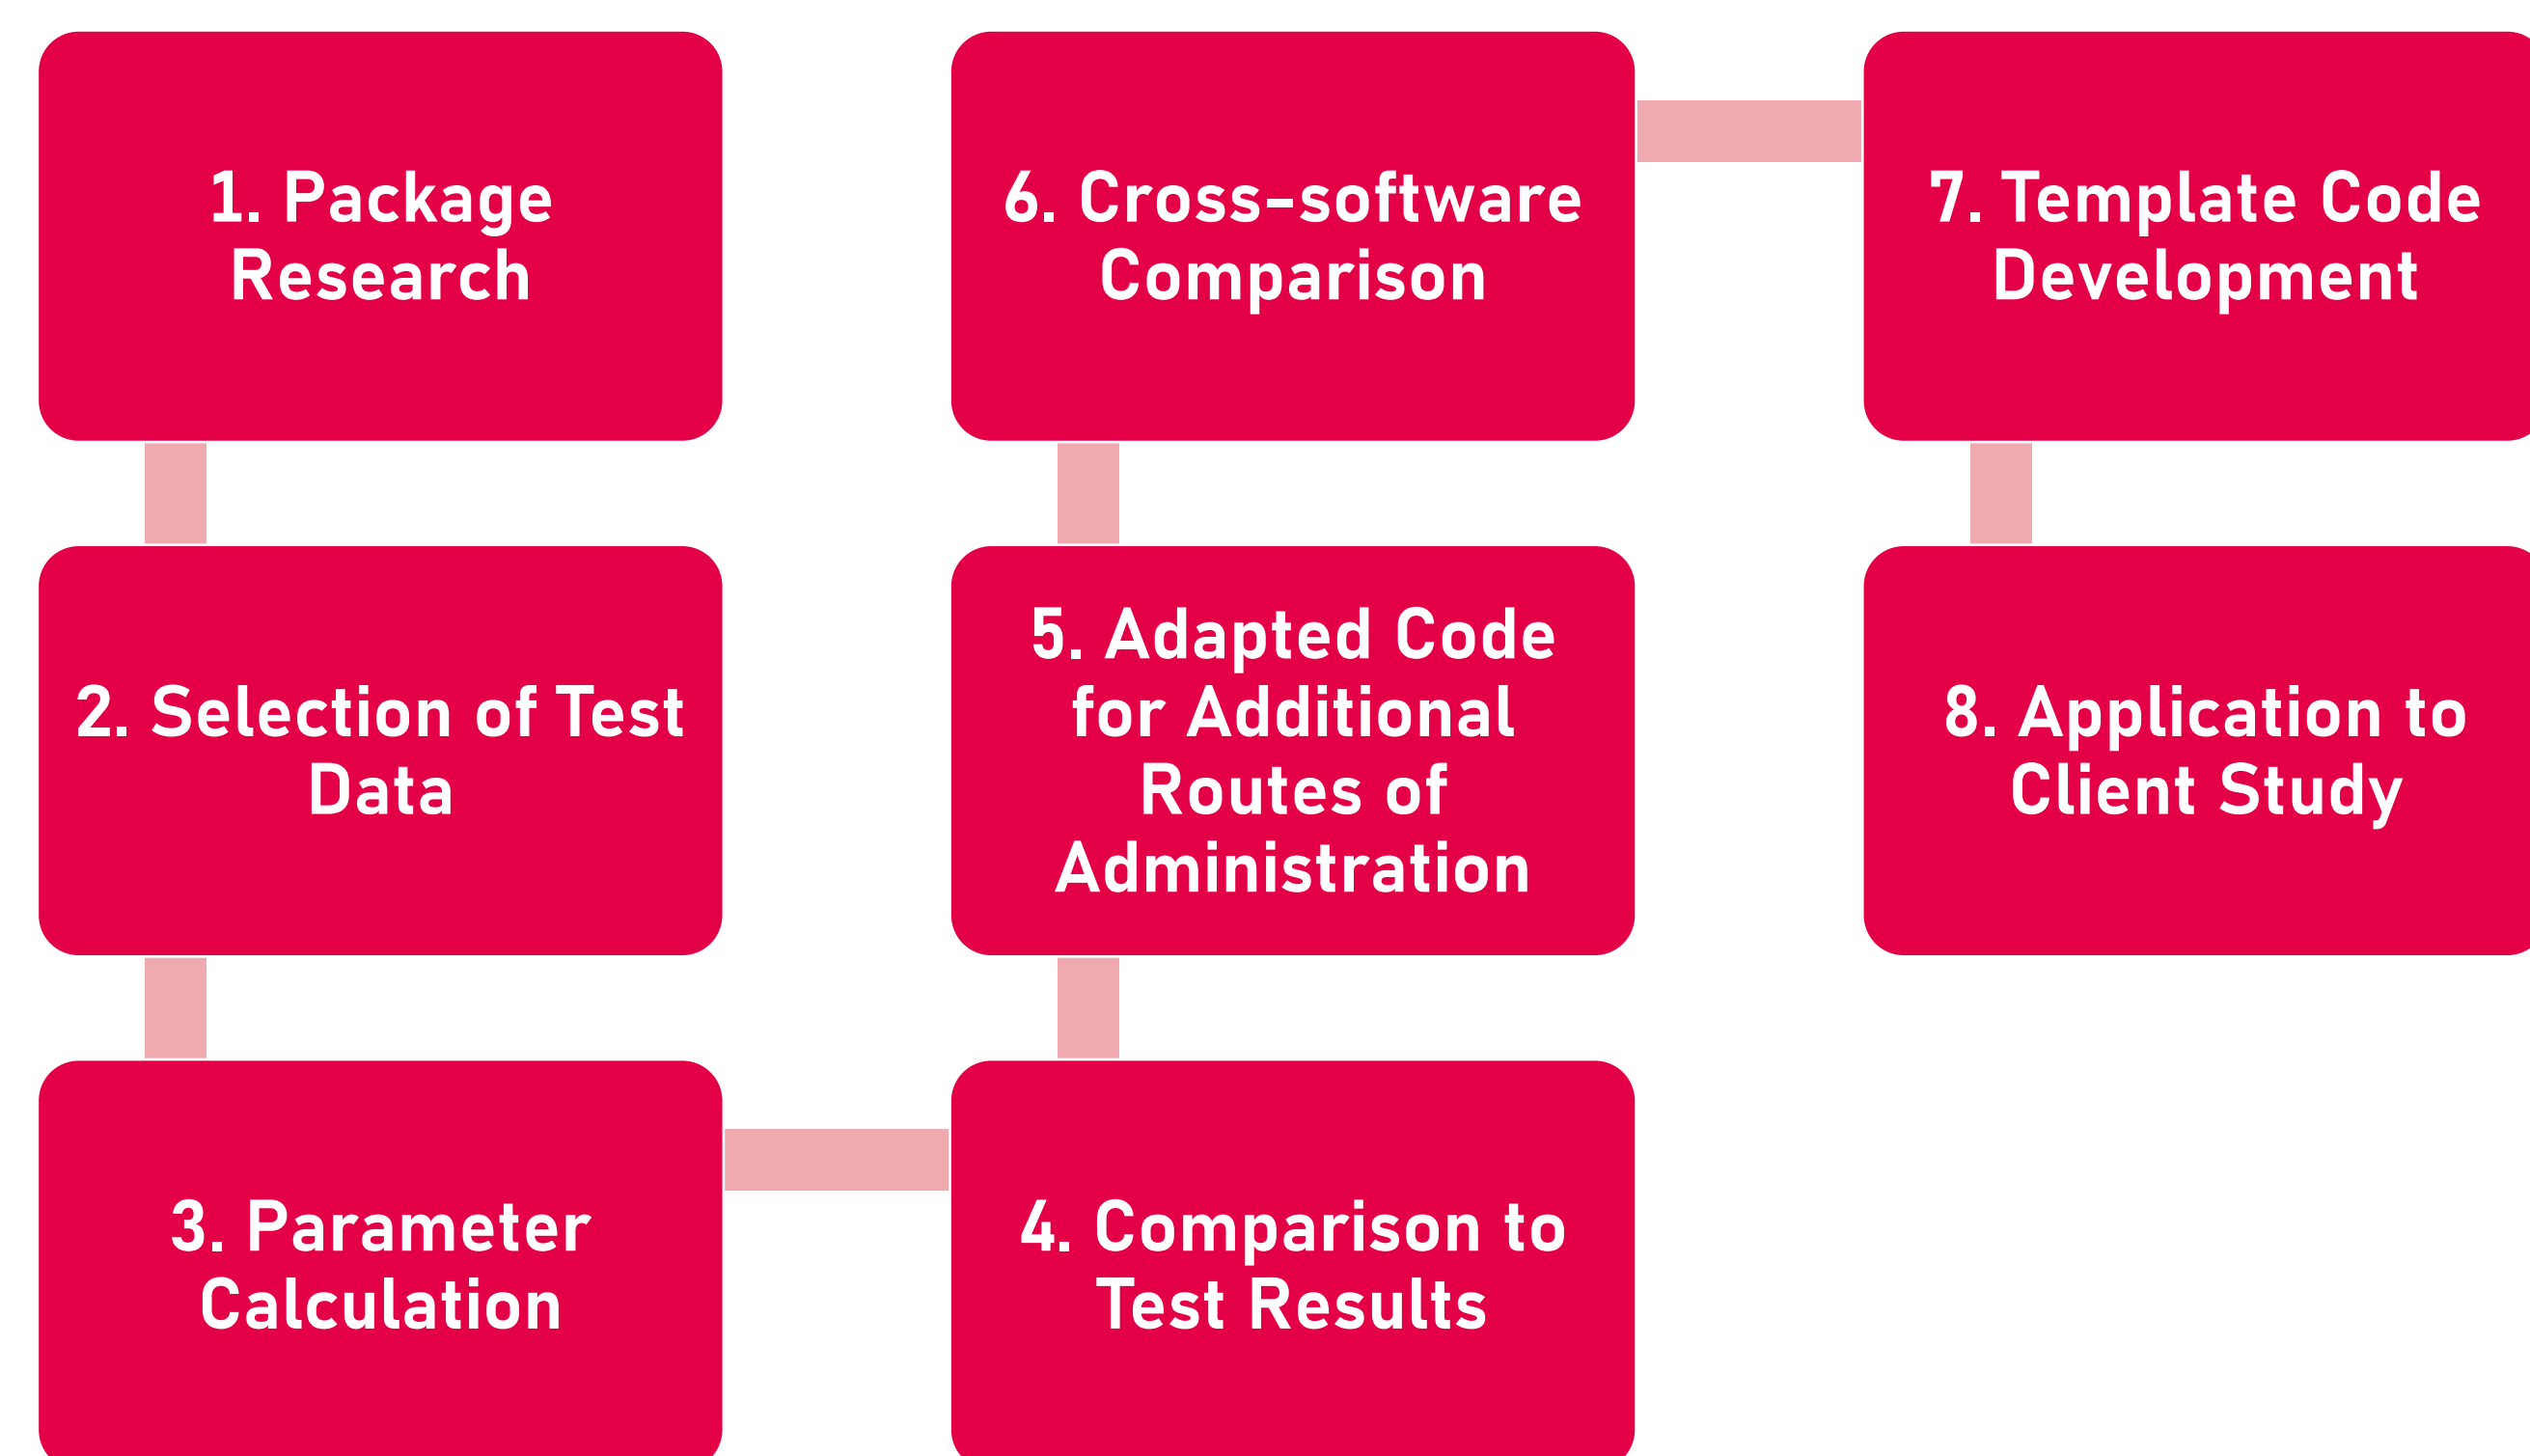 1. Package
Research
2. Selection of Test
Data
3. Parameter
Calculation
4. Comparison to
Test Results
5. Adapted Code
for Additional
Routes of
Administration
6. Cross-software
Comparison
7. Template Code
Development
8. Application to
Client Study